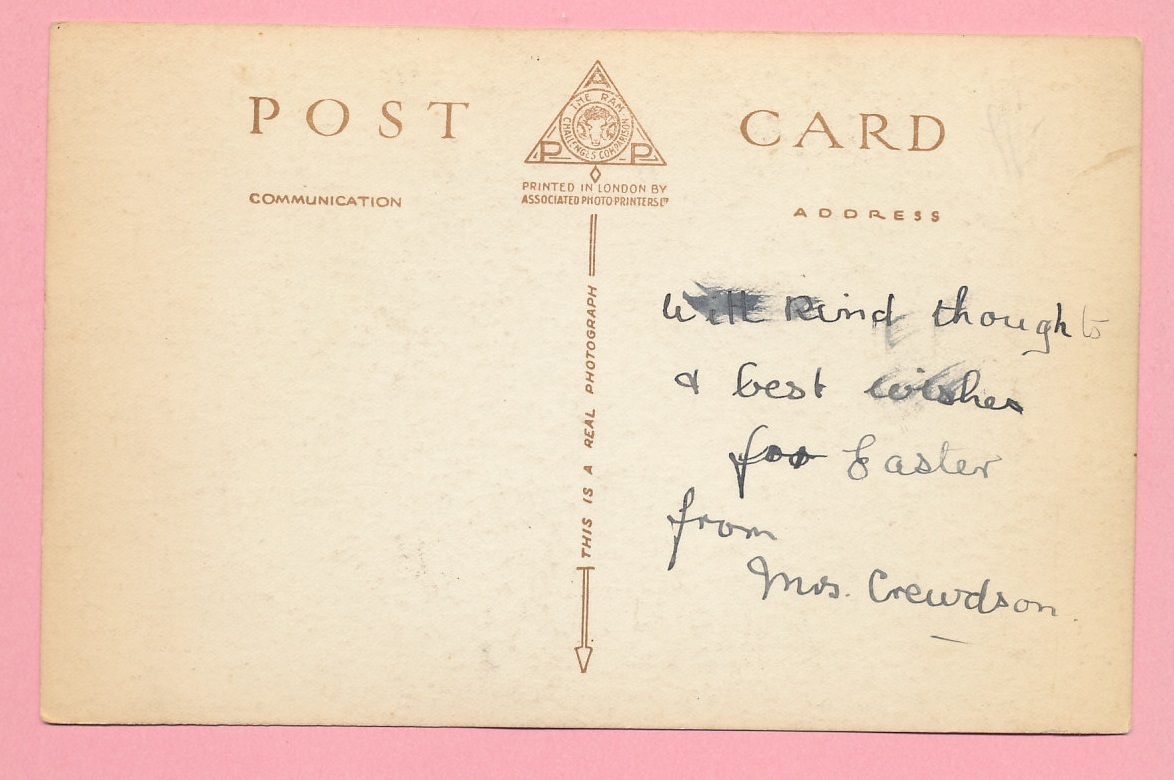 POST CARD
A
THE RAM
CHALLENGES COMPARISON
P P
PRINTED IN LONDON BY
ASSOCIATED PHOTO-PRINTERS LTD
COMMUNICATION
ADDRESS
THIS IS A REAL PHOTOGRAPH
With Kind thoughts
& best wishes
for Easter
from
Mrs. Crewdson